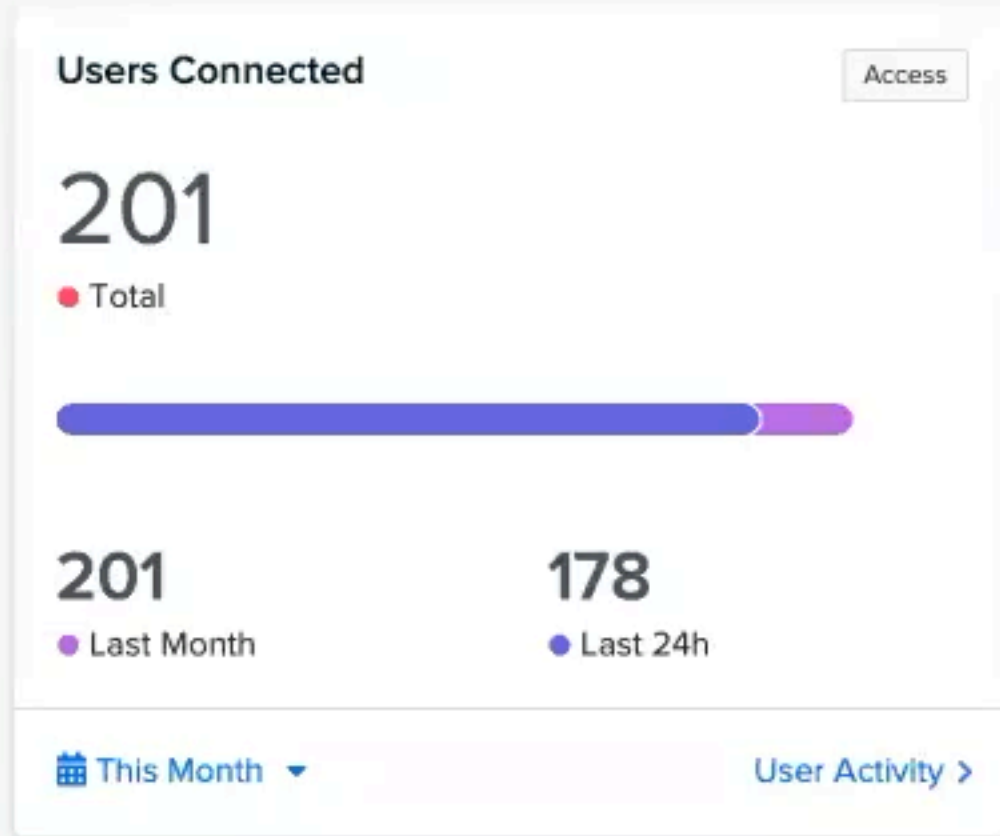 Users Connected
Access
201
Total
201
Last Month
178
Last 24h
This Month
User Activity